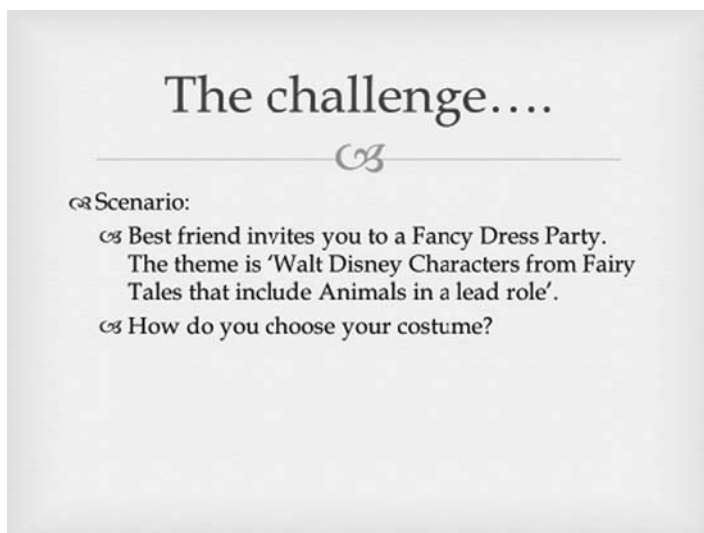 The challenge….
Scenario:
Best friend invites you to a Fancy Dress Party.
The theme is ‘Walt Disney Characters from Fairy
Tales that include Animals in a lead role’.
How do you choose your costume?